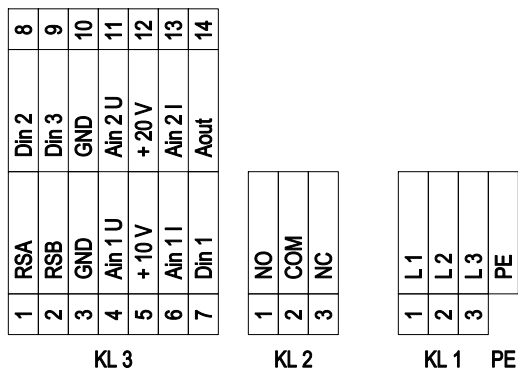 8 9 10 11 12 13 14
Din 2 Din 3 GND Ain 2 U + 20 V Ain 2 I Aout
RSA RSB GND Ain 1 U + 10 V Ain 1 I Din 1
1 2 3 4 5 6 7
KL 3
NO COM NC
1 2 3
KL 2
L 1 L 2 L 3 PE
1 2 3
KL 1 PE